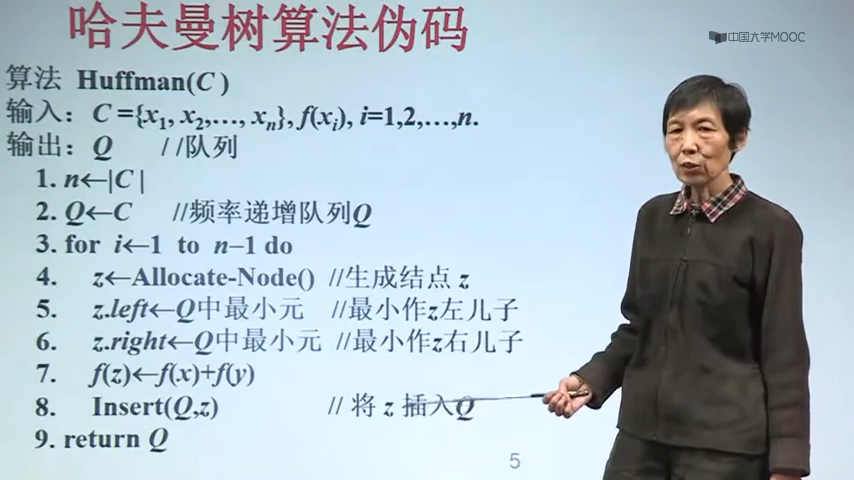 哈夫曼树算法伪码
中国大学MOOC
算法 Huffman(C)
输入：C={x₁, x₂,…, xₙ}, f(xᵢ), i=1,2,…,n.
输出：Q //队列
1. n←|C|
2. Q←C //频率递增队列Q
3. for i←1 to n–1 do
4. z←Allocate-Node() //生成结点 z
5. z.left←Q中最小元 //最小作z左儿子
6. z.right←Q中最小元 //最小作z右儿子
7. f(z)←f(x)+f(y)
8. Insert(Q,z) // 将 z 插入Q
9. return Q
5